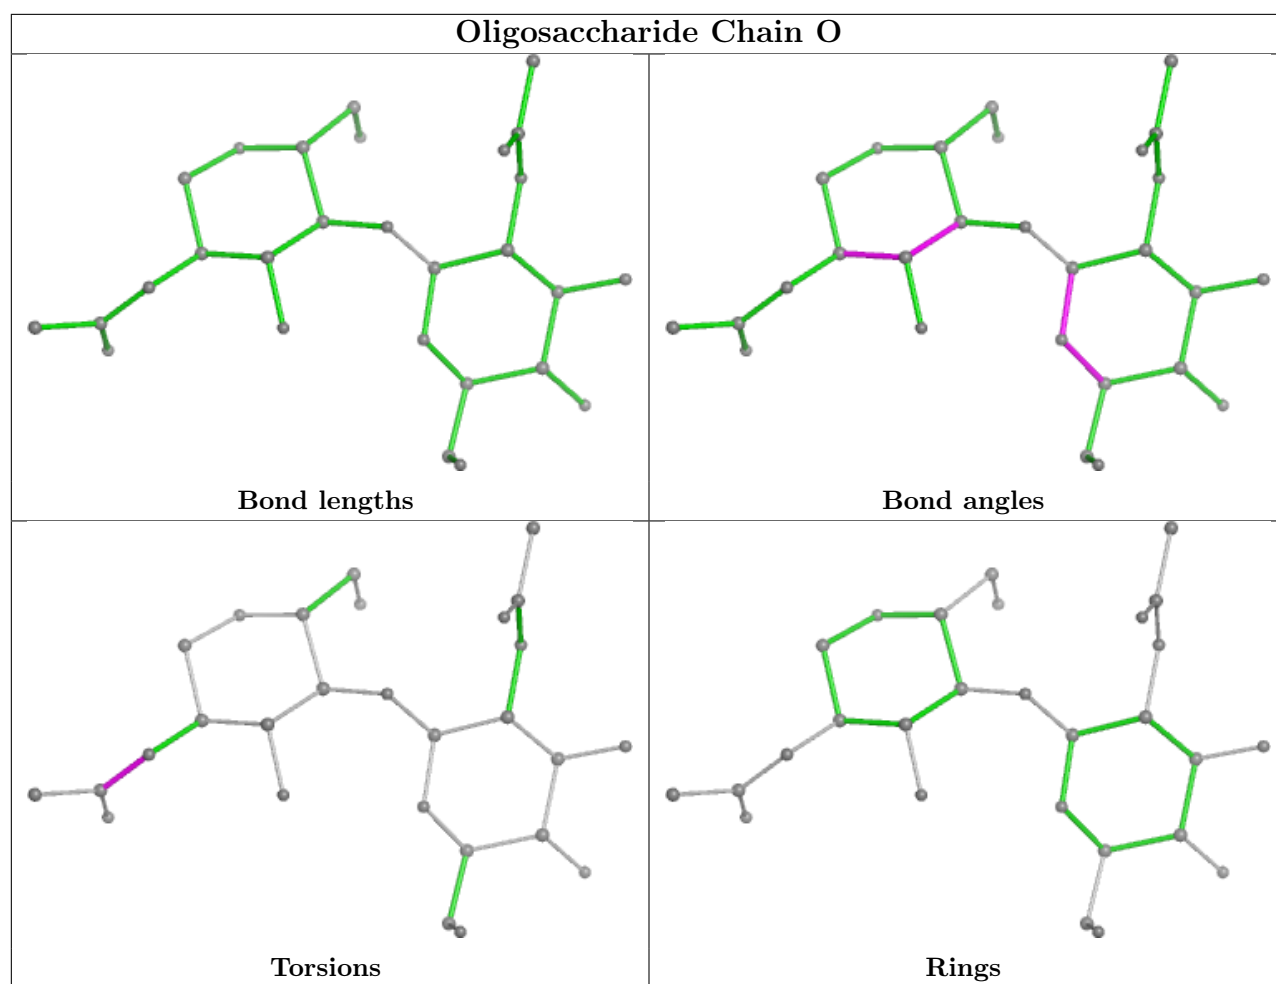 Oligosaccharide Chain O
Bond lengths
Bond angles
Torsions
Rings